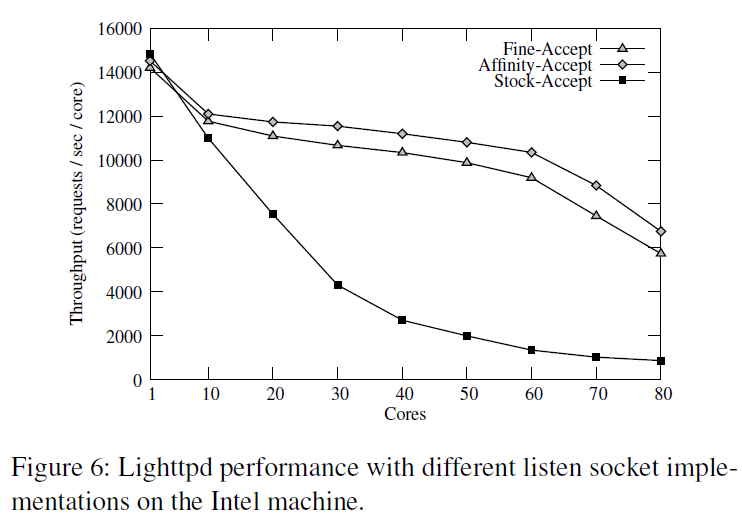 16000
14000
12000
10000
8000
6000
4000
2000
0
Throughput (requests / sec / core)
Fine-Accept
Affinity-Accept
Stock-Accept
1 10 20 30 40 50 60 70 80
Cores
Figure 6: Lighttpd performance with different listen socket imple-
mentations on the Intel machine.